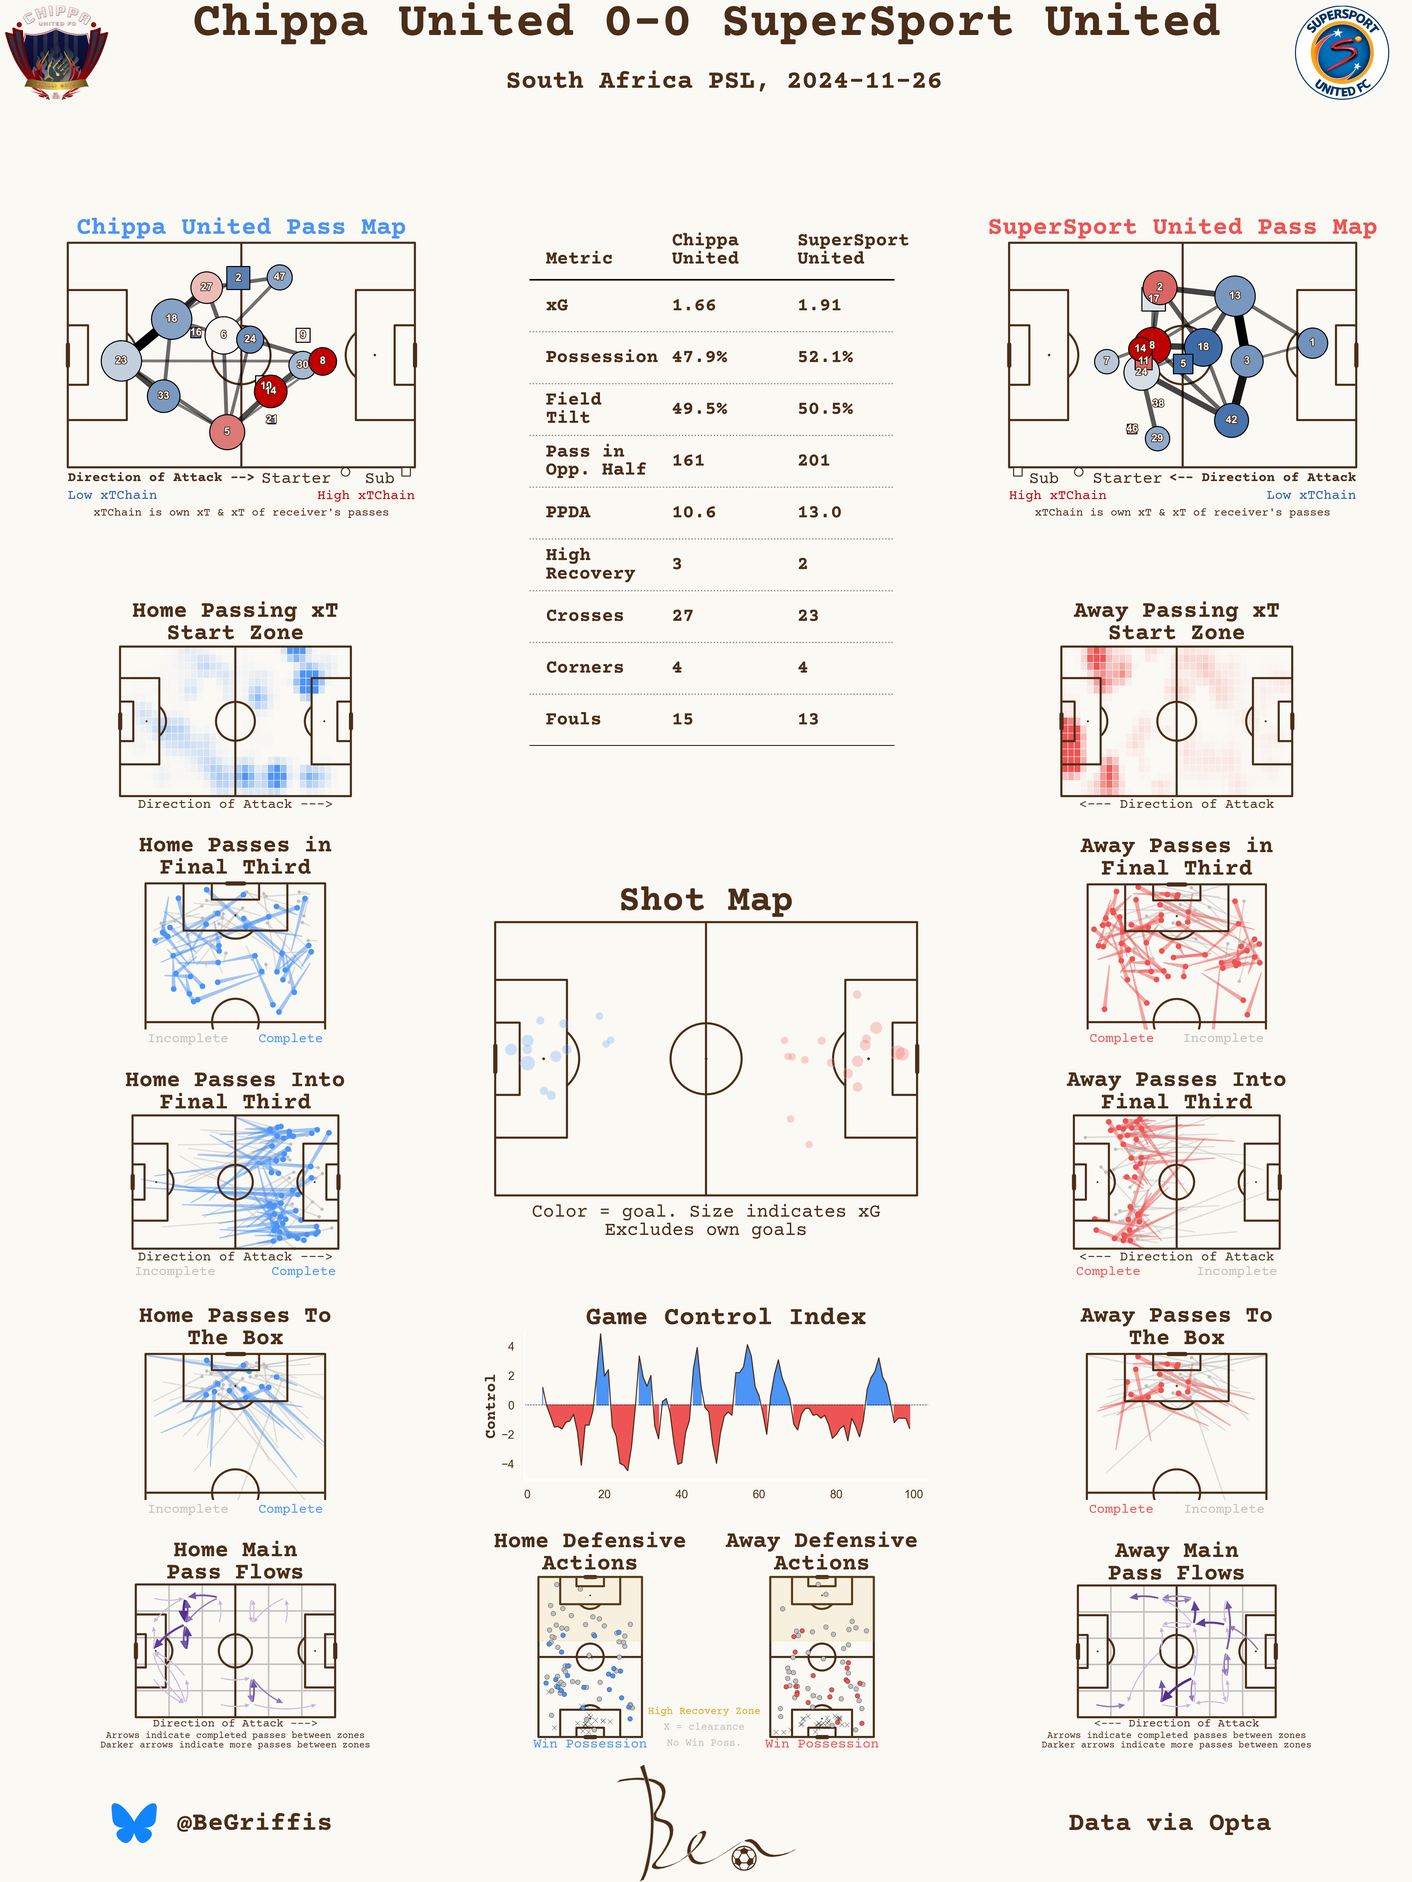 Chippa United 0-0 SuperSport United
South Africa PSL, 2024-11-26
CHIPPA
UNITED FC
SUPERSPORT
UNITED FC
Chippa United Pass Map
27
2
47
18
16
6
24
9
23
30
8
33
10
14
21
5
Direction of Attack --> Starter Sub
Low xTChain High xTChain
xTChain is own xT & xT of receiver's passes
Metric Chippa United SuperSport United
xG 1.66 1.91
Possession 47.9% 52.1%
Field Tilt 49.5% 50.5%
Pass in Opp. Half 161 201
PPDA 10.6 13.0
High Recovery 3 2
Crosses 27 23
Corners 4 4
Fouls 15 13
SuperSport United Pass Map
2
17
13
14
8
18
1
7
11
24
5
3
38
42
46
29
Sub Starter <-- Direction of Attack
High xTChain Low xTChain
xTChain is own xT & xT of receiver's passes
Home Passing xT
Start Zone
Direction of Attack --->
Away Passing xT
Start Zone
<--- Direction of Attack
Home Passes in
Final Third
Incomplete Complete
Away Passes in
Final Third
Complete Incomplete
Shot Map
Color = goal. Size indicates xG
Excludes own goals
Home Passes Into
Final Third
Direction of Attack --->
Incomplete Complete
Away Passes Into
Final Third
<--- Direction of Attack
Complete Incomplete
Home Passes To
The Box
Incomplete Complete
Game Control Index
Control
4
2
0
−2
−4
0 20 40 60 80 100
Away Passes To
The Box
Complete Incomplete
Home Main
Pass Flows
Direction of Attack --->
Arrows indicate completed passes between zones
Darker arrows indicate more passes between zones
Home Defensive
Actions
Win Possession
Away Defensive
Actions
Win Possession
High Recovery Zone
X = clearance
No Win Poss.
Away Main
Pass Flows
<--- Direction of Attack
Arrows indicate completed passes between zones
Darker arrows indicate more passes between zones
@BeGriffis
Ben
Data via Opta